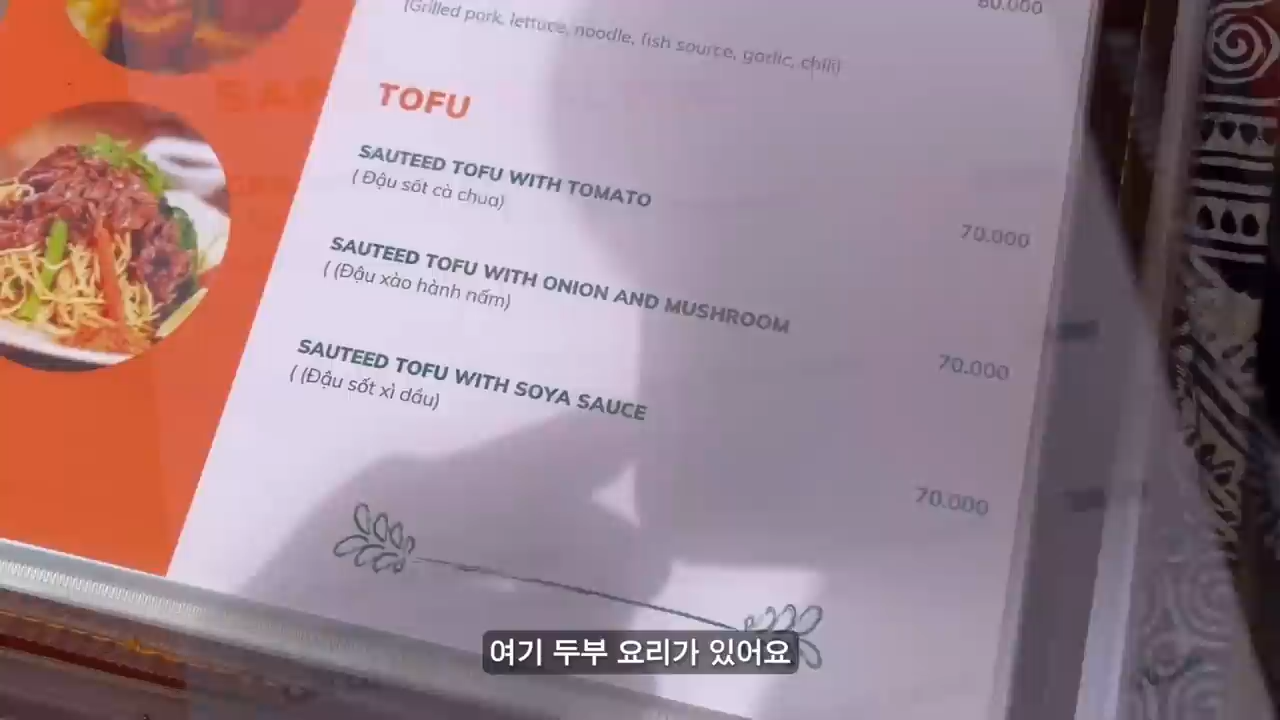 60.000
(Grilled pork, lettuce, noodle, fish source, garlic, chili)
TOFU
SAUTEED TOFU WITH TOMATO
( Đậu sốt cà chua)
70.000
SAUTEED TOFU WITH ONION AND MUSHROOM
( (Đậu xào hành nấm)
70.000
SAUTEED TOFU WITH SOYA SAUCE
( (Đậu sốt xì dầu)
70.000
여기 두부 요리가 있어요